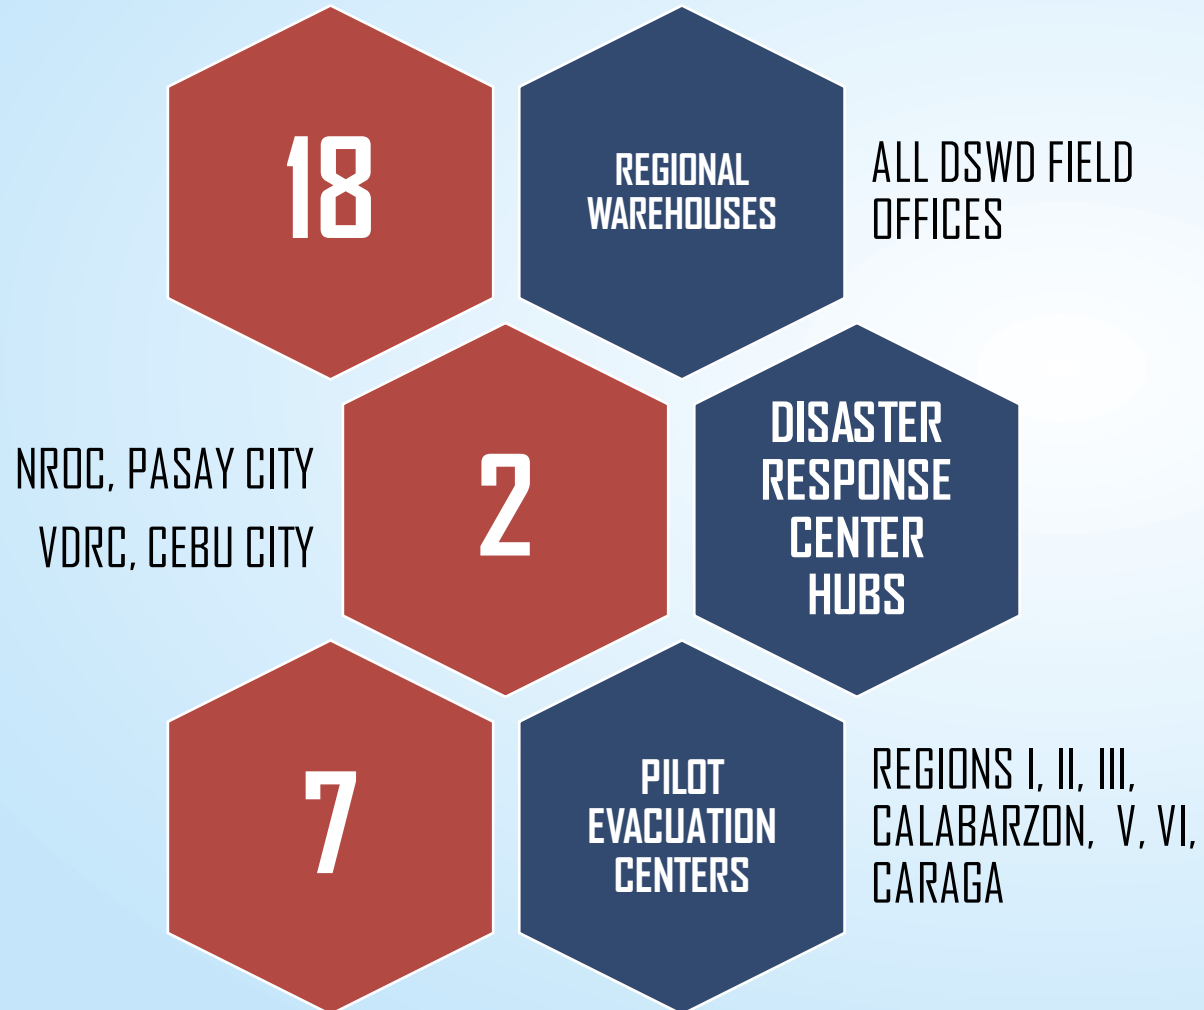 18
REGIONAL
WAREHOUSES
ALL DSWD FIELD
OFFICES
NROC, PASAY CITY
VDRC, CEBU CITY
2
DISASTER
RESPONSE
CENTER
HUBS
7
PILOT
EVACUATION
CENTERS
REGIONS I, II, III,
CALABARZON, V, VI,
CARAGA